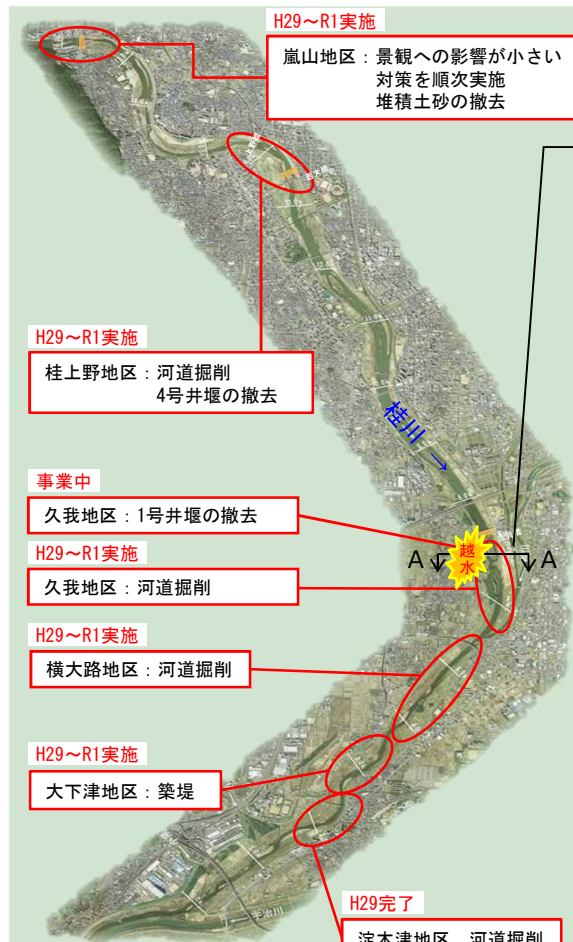 H29～R1実施
嵐山地区：景観への影響が小さい
対策を順次実施
堆積土砂の撤去
H29～R1実施
桂上野地区：河道掘削
4号井堰の撤去
桂川→
事業中
久我地区：1号井堰の撤去
越水
A
A
H29～R1実施
久我地区：河道掘削
H29～R1実施
横大路地区：河道掘削
H29～R1実施
大下津地区：築堤
宇治川
H29完了
淀木津地区　河道掘削